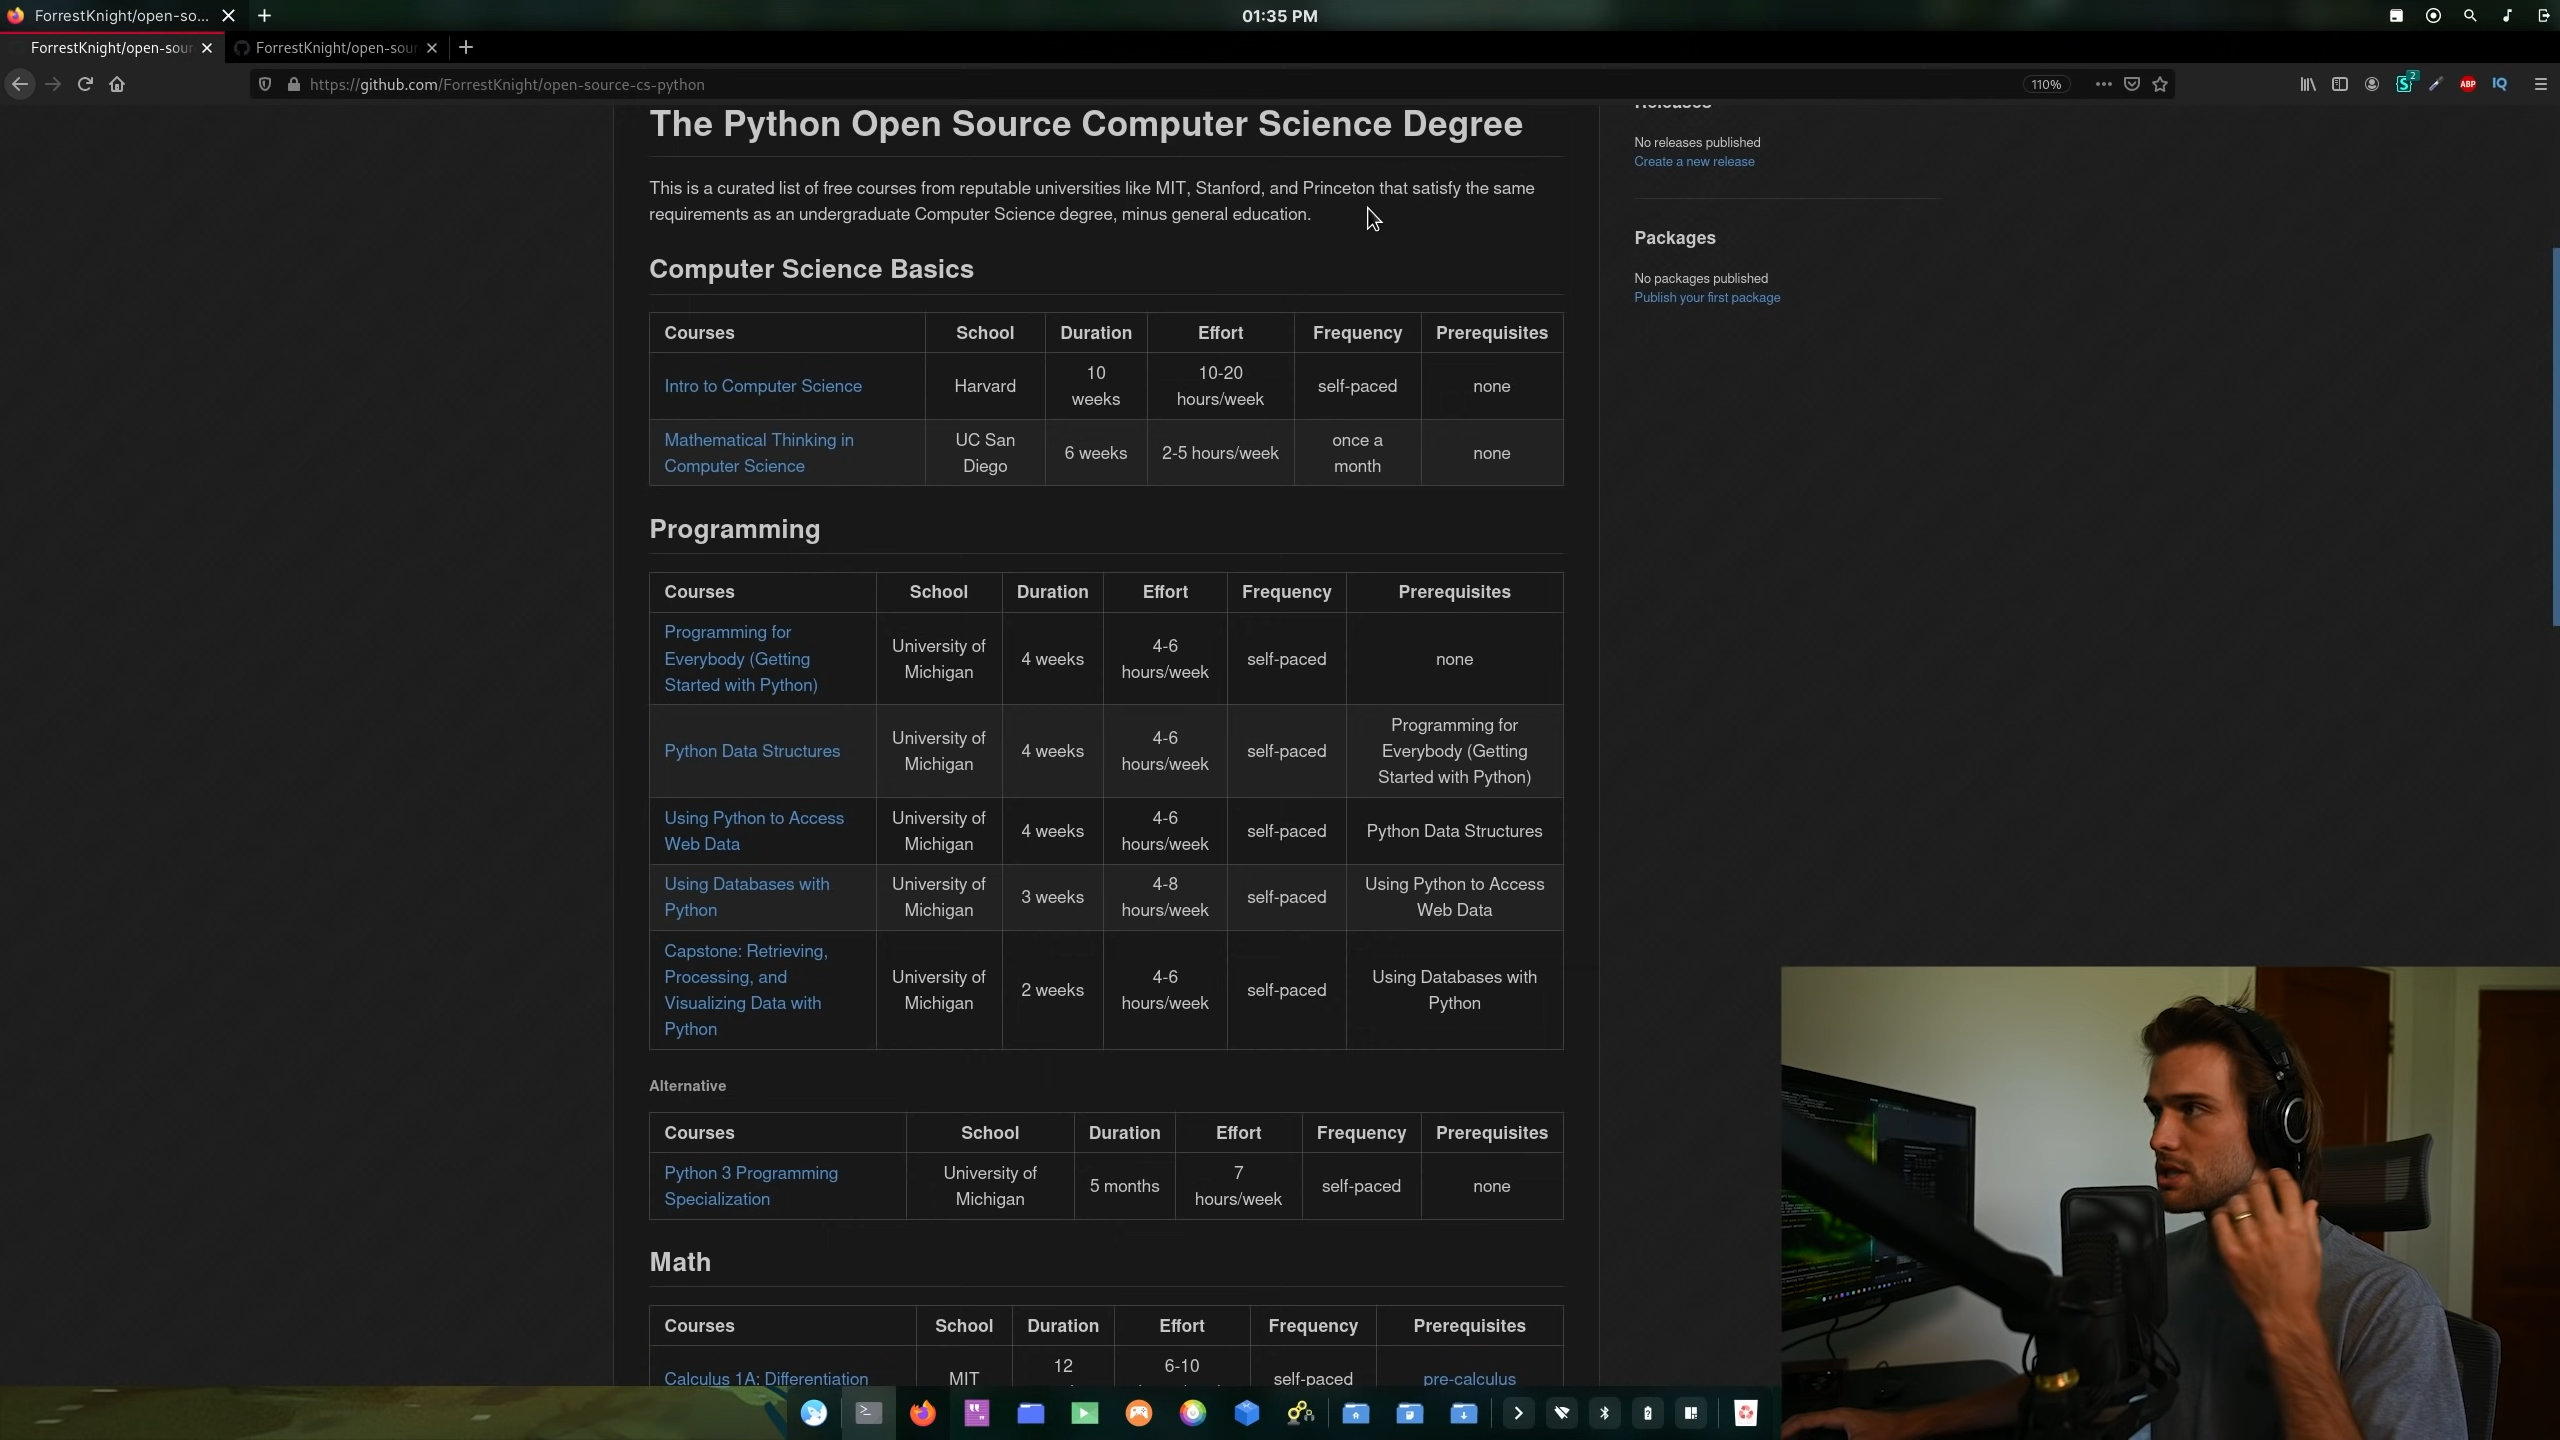 ForrestKnight/open-so...
01:35 PM
ForrestKnight/open-sour
ForrestKnight/open-sour
https://github.com/ForrestKnight/open-source-cs-python
110%
2
ABP
IQ
The Python Open Source Computer Science Degree
This is a curated list of free courses from reputable universities like MIT, Stanford, and Princeton that satisfy the same
requirements as an undergraduate Computer Science degree, minus general education.
Releases
No releases published
Create a new release
Packages
No packages published
Publish your first package
Computer Science Basics
Courses School Duration Effort Frequency Prerequisites
Intro to Computer Science Harvard 10 weeks 10-20 hours/week self-paced none
Mathematical Thinking in Computer Science UC San Diego 6 weeks 2-5 hours/week once a month none
Programming
Courses School Duration Effort Frequency Prerequisites
Programming for Everybody (Getting Started with Python) University of Michigan 4 weeks 4-6 hours/week self-paced none
Python Data Structures University of Michigan 4 weeks 4-6 hours/week self-paced Programming for Everybody (Getting Started with Python)
Using Python to Access Web Data University of Michigan 4 weeks 4-6 hours/week self-paced Python Data Structures
Using Databases with Python University of Michigan 3 weeks 4-8 hours/week self-paced Using Python to Access Web Data
Capstone: Retrieving, Processing, and Visualizing Data with Python University of Michigan 2 weeks 4-6 hours/week self-paced Using Databases with Python
Alternative
Courses School Duration Effort Frequency Prerequisites
Python 3 Programming Specialization University of Michigan 5 months 7 hours/week self-paced none
Math
Courses School Duration Effort Frequency Prerequisites
Calculus 1A: Differentiation MIT 12 6-10 self-paced pre-calculus